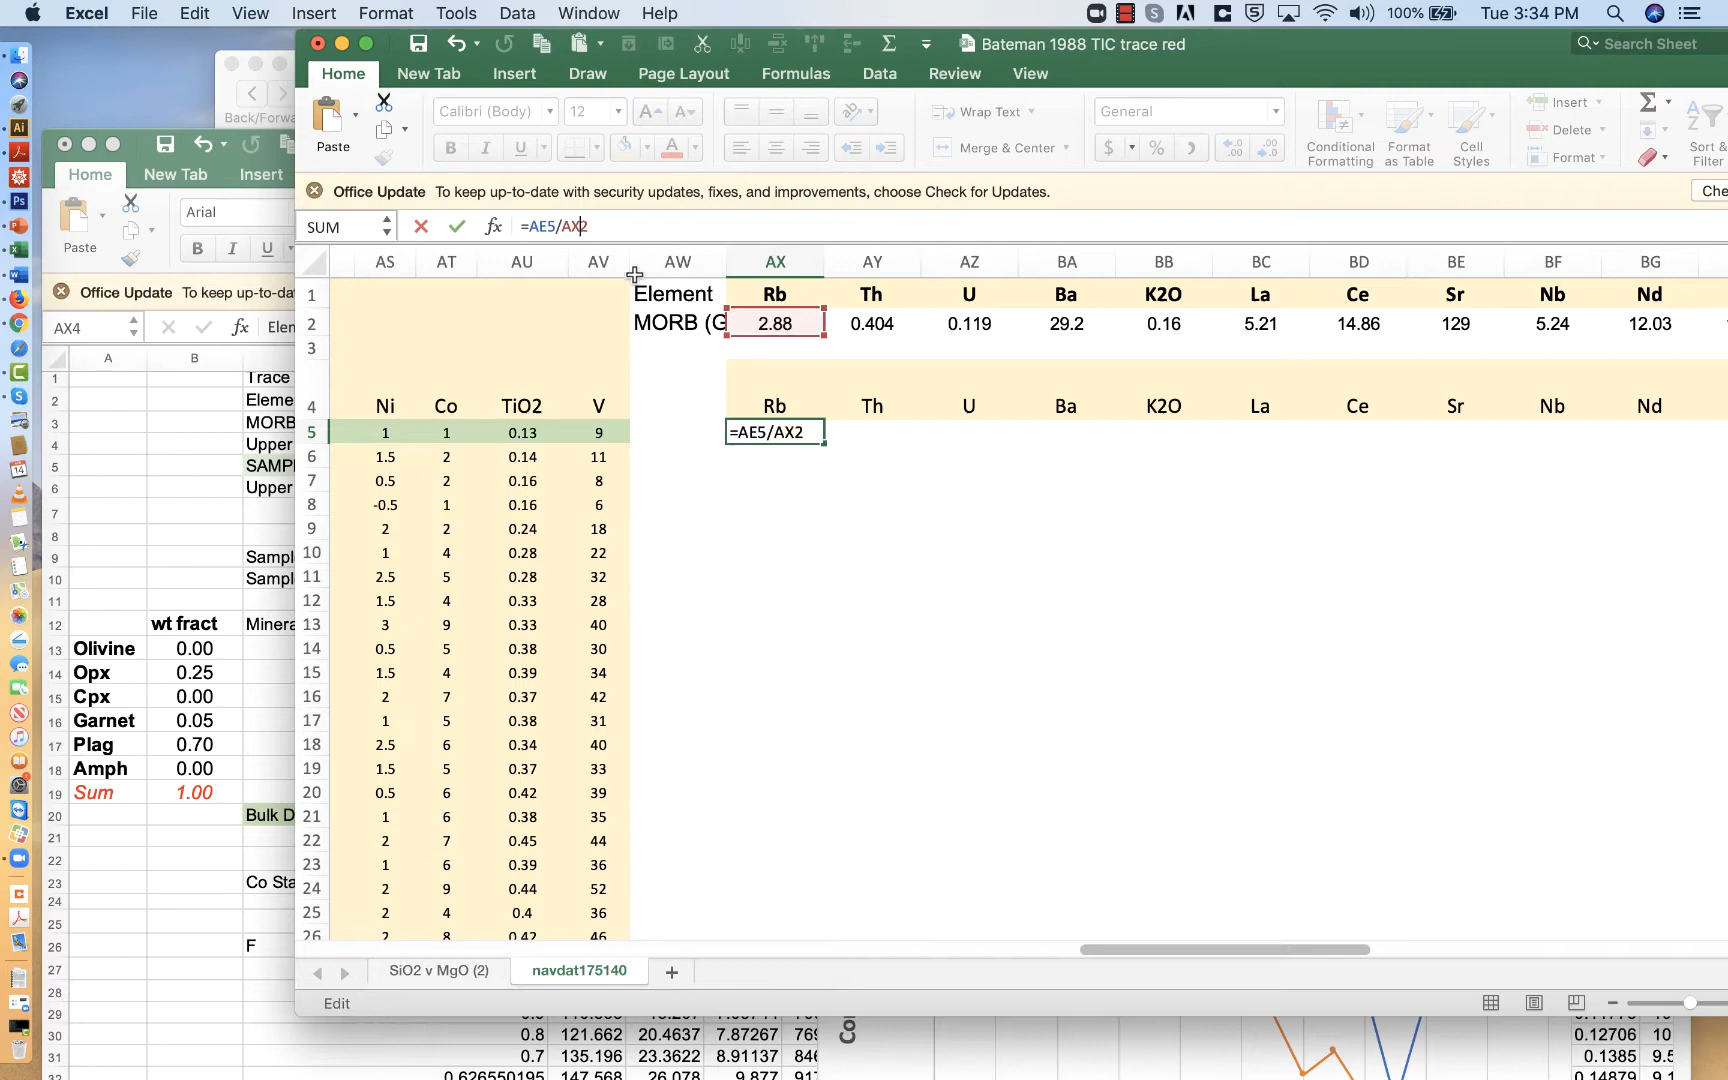 Excel File Edit View Insert Format Tools Data Window Help 100% Tue 3:34 PM
Bateman 1988 TIC trace red Search Sheet
Home New Tab Insert Draw Page Layout Formulas Data Review View
Paste Calibri (Body) 12 Wrap Text General Merge & Center Conditional Formatting Format as Table Cell Styles Insert Delete Format Sort & Filter
Office Update To keep up-to-date with security updates, fixes, and improvements, choose Check for Updates.
SUM fx =AE5/AX2
AS AT AU AV AW AX AY AZ BA BB BC BD BE BF BG
1 Element Rb Th U Ba K2O La Ce Sr Nb Nd
2 MORB (G 2.88 0.404 0.119 29.2 0.16 5.21 14.86 129 5.24 12.03
3
4 Ni Co TiO2 V Rb Th U Ba K2O La Ce Sr Nb Nd
5 1 1 0.13 9 =AE5/AX2
6 1.5 2 0.14 11
7 0.5 2 0.16 8
8 -0.5 1 0.16 6
9 2 2 0.24 18
10 1 4 0.28 22
11 2.5 5 0.28 32
12 1.5 4 0.33 28
13 3 9 0.33 40
14 0.5 5 0.38 30
15 1.5 4 0.39 34
16 2 7 0.37 42
17 1 5 0.38 31
18 2.5 6 0.34 40
19 1.5 5 0.37 33
20 0.5 6 0.42 39
21 1 6 0.38 35
22 2 7 0.45 44
23 1 6 0.39 36
24 2 9 0.44 52
25 2 4 0.4 36
26 2 8 0.42 46
SiO2 v MgO (2) navdat175140 +
Edit
Back/Forwa
Home New Tab Insert
Paste Arial
B I U
Office Update To keep up-to-da
AX4 fx Elen
A B
1 Trace
2 Eleme
3 MORB
4 Upper
5 SAMPL
6 Upper
7
8
9 Sampl
10 Sampl
11
12 wt fract Minera
13 Olivine 0.00
14 Opx 0.25
15 Cpx 0.00
16 Garnet 0.05
17 Plag 0.70
18 Amph 0.00
19 Sum 1.00
20 Bulk D
21
22
23 Co Sta
24
25
26 F
27
28
29
30 0.8 121.662 20.4637 7.87267 769 0.12706 10
31 0.7 135.196 23.3622 8.91137 846 0.1385 9.5
32 0.626550195 147.568 26.078 9.877 917 0.14879 9.1